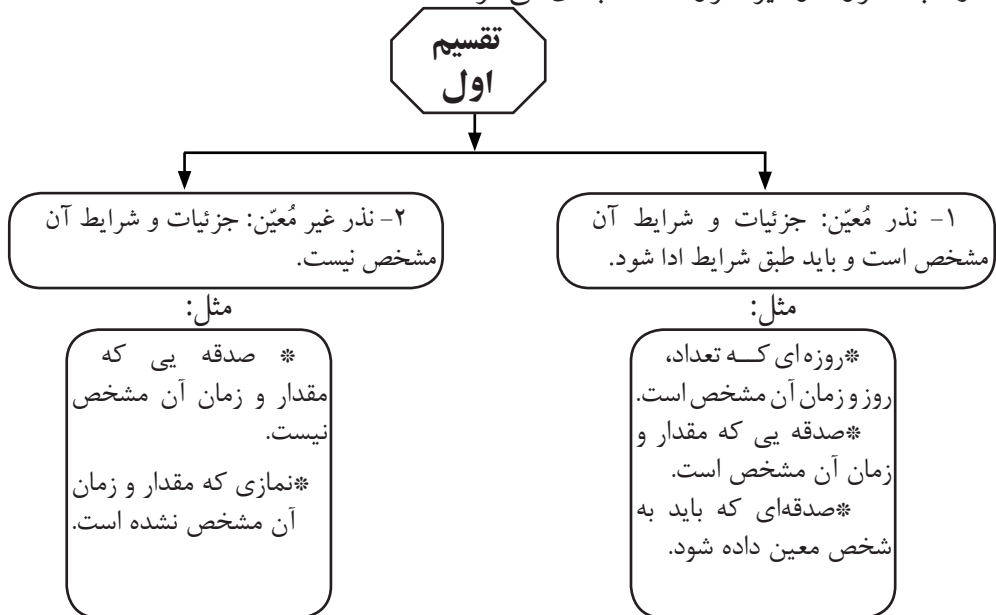 تقسیم
اول
۱- نذر مُعیّن: جزئیات و شرایط آن
مشخص است و باید طبق شرایط ادا شود.
مثل:
*روزه ای کــه تعداد،
روز و زمان آن مشخص است.
*صدقه یی که مقدار و
زمان آن مشخص است.
*صدقه‌ای که باید به
شخص معین داده شود.
۲- نذر غیر مُعیّن: جزئیات و شرایط آن
مشخص نیست.
مثل:
* صدقه یی که
مقدار و زمان آن مشخص
نیست.
*نمازی که مقدار و زمان
آن مشخص نشده است.